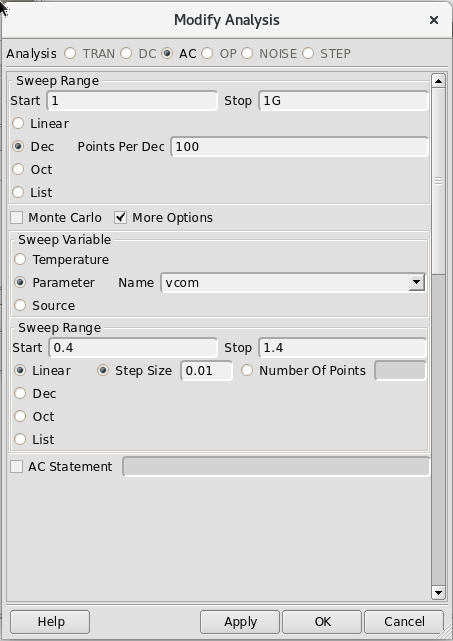 Modify Analysis
Analysis TRAN DC AC OP NOISE STEP
Sweep Range
Start 1 Stop 1G
Linear
Dec Points Per Dec 100
Oct
List
Monte Carlo More Options
Sweep Variable
Temperature
Parameter Name vcom
Source
Sweep Range
Start 0.4 Stop 1.4
Linear Step Size 0.01 Number Of Points
Dec
Oct
List
AC Statement
Help Apply OK Cancel